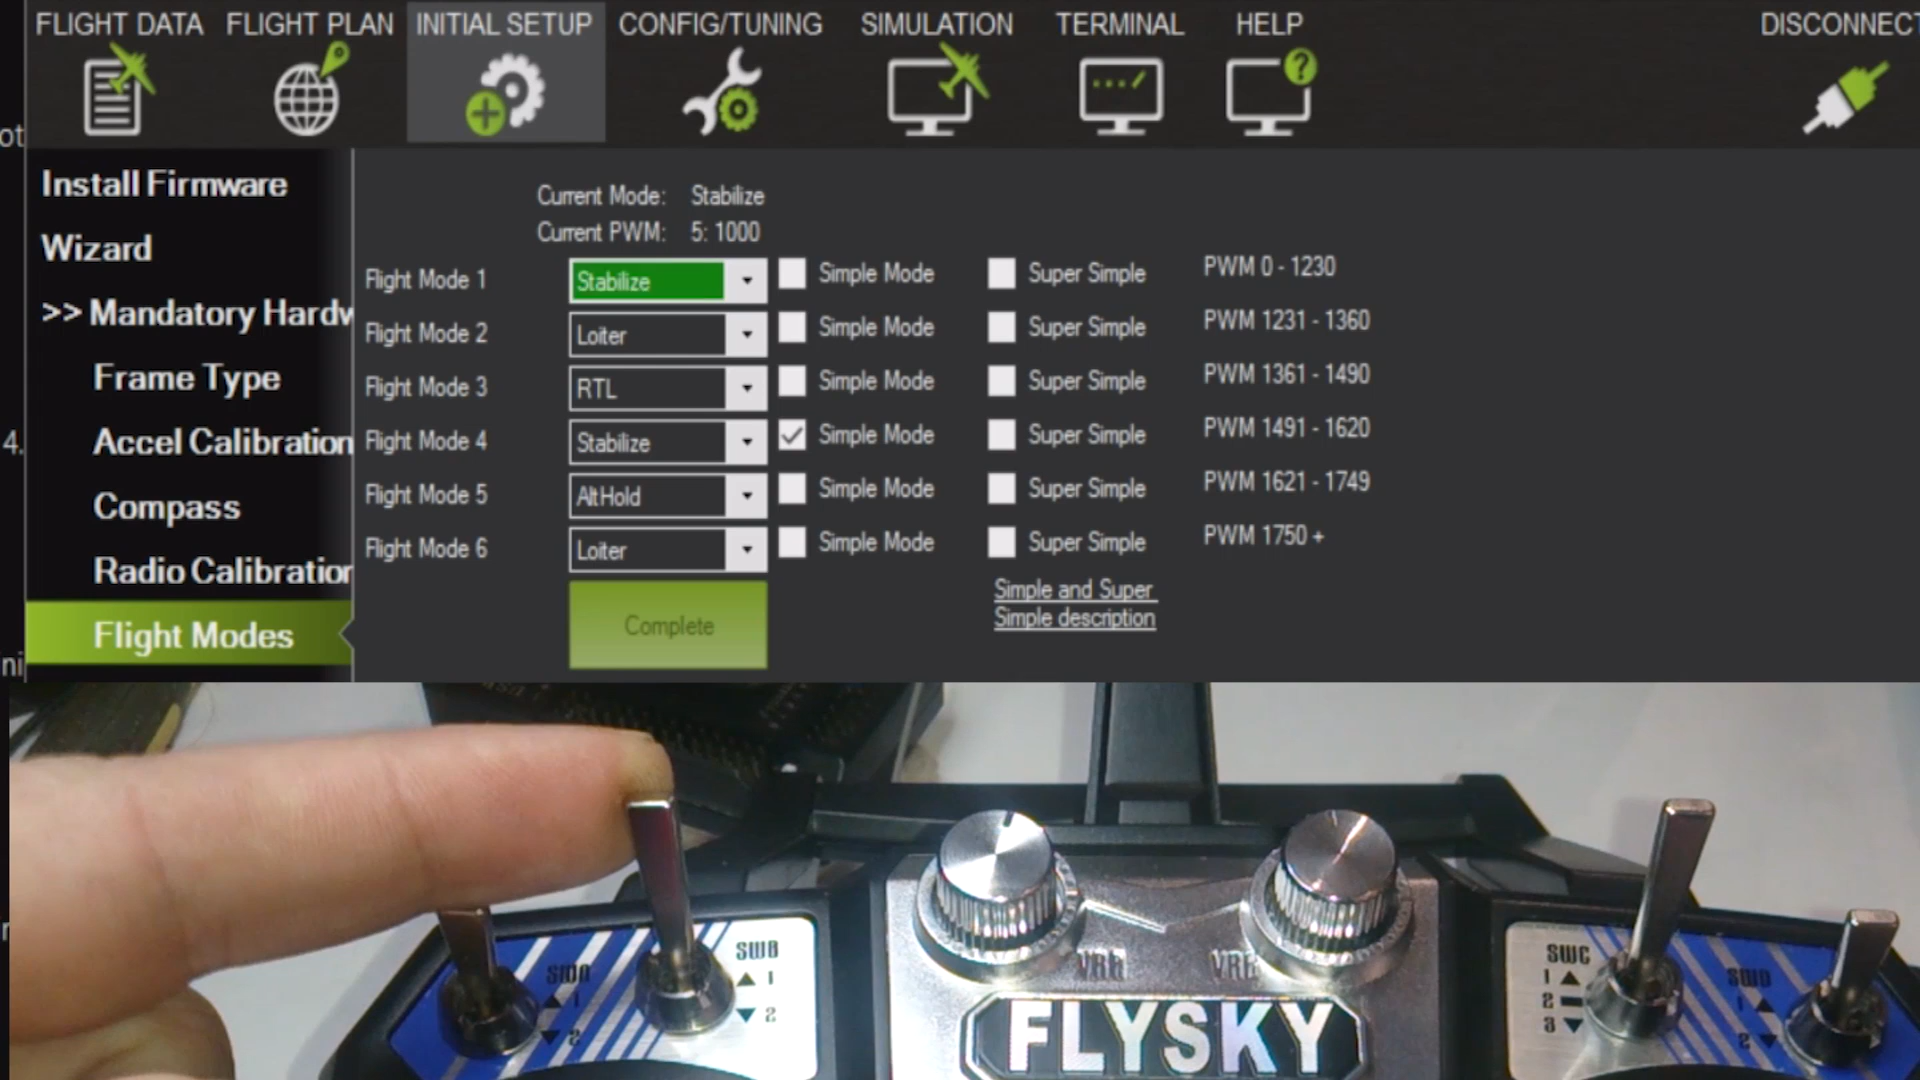 FLIGHT DATA FLIGHT PLAN INITIAL SETUP CONFIG/TUNING SIMULATION TERMINAL HELP DISCONNECT
ot
Install Firmware
Wizard
>> Mandatory Hardw
Frame Type
4.
Accel Calibration
Compass
Radio Calibration
Flight Modes
ni
Current Mode: Stabilize
Current PWM: 5: 1000
Flight Mode 1 Stabilize Simple Mode Super Simple PWM 0 - 1230
Flight Mode 2 Loiter Simple Mode Super Simple PWM 1231 - 1360
Flight Mode 3 RTL Simple Mode Super Simple PWM 1361 - 1490
Flight Mode 4 Stabilize Simple Mode Super Simple PWM 1491 - 1620
Flight Mode 5 AltHold Simple Mode Super Simple PWM 1621 - 1749
Flight Mode 6 Loiter Simple Mode Super Simple PWM 1750 +
Complete
Simple and Super
Simple description
SWA
1
2
SWB
1
2
VRA
VRB
FLYSKY
SWC
1
2
3
SWD
1
2